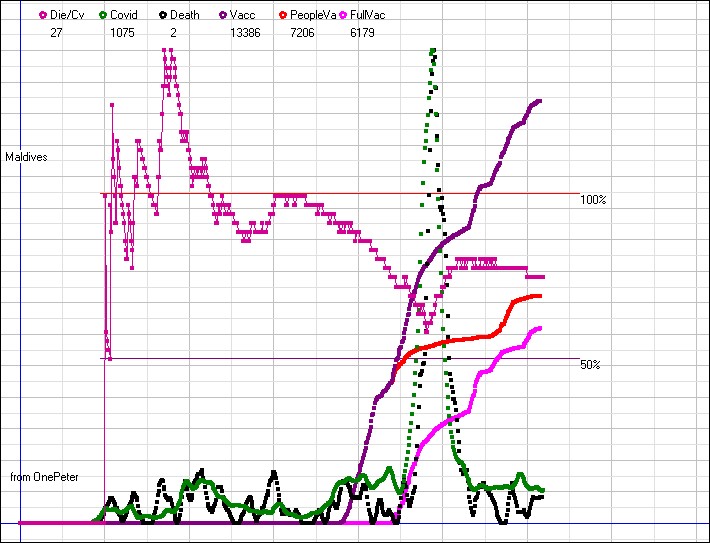 Die/Cv Covid Death Vacc PeopleVa FullVac
27 1075 2 13386 7206 6179
Maldives
100%
50%
from OnePeter